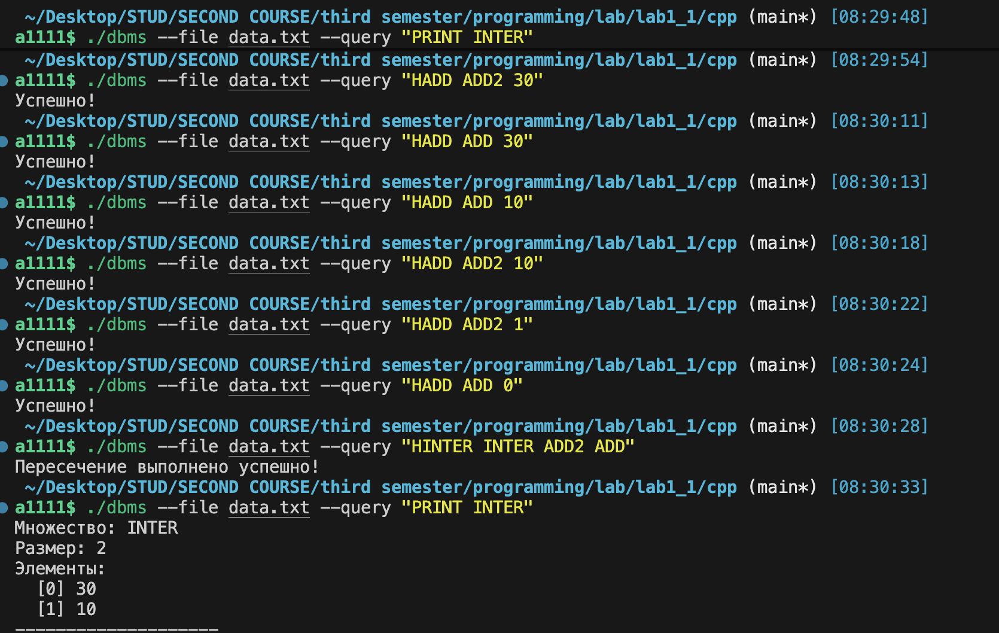 ~/Desktop/STUD/SECOND COURSE/third semester/programming/lab/lab1_1/cpp (main*) [08:29:48]
a1111$ ./dbms --file data.txt --query "PRINT INTER"
~/Desktop/STUD/SECOND COURSE/third semester/programming/lab/lab1_1/cpp (main*) [08:29:54]
a1111$ ./dbms --file data.txt --query "HADD ADD2 30"
Успешно!
~/Desktop/STUD/SECOND COURSE/third semester/programming/lab/lab1_1/cpp (main*) [08:30:11]
a1111$ ./dbms --file data.txt --query "HADD ADD 30"
Успешно!
~/Desktop/STUD/SECOND COURSE/third semester/programming/lab/lab1_1/cpp (main*) [08:30:13]
a1111$ ./dbms --file data.txt --query "HADD ADD 10"
Успешно!
~/Desktop/STUD/SECOND COURSE/third semester/programming/lab/lab1_1/cpp (main*) [08:30:18]
a1111$ ./dbms --file data.txt --query "HADD ADD2 10"
Успешно!
~/Desktop/STUD/SECOND COURSE/third semester/programming/lab/lab1_1/cpp (main*) [08:30:22]
a1111$ ./dbms --file data.txt --query "HADD ADD2 1"
Успешно!
~/Desktop/STUD/SECOND COURSE/third semester/programming/lab/lab1_1/cpp (main*) [08:30:24]
a1111$ ./dbms --file data.txt --query "HADD ADD 0"
Успешно!
~/Desktop/STUD/SECOND COURSE/third semester/programming/lab/lab1_1/cpp (main*) [08:30:28]
a1111$ ./dbms --file data.txt --query "HINTER INTER ADD2 ADD"
Пересечение выполнено успешно!
~/Desktop/STUD/SECOND COURSE/third semester/programming/lab/lab1_1/cpp (main*) [08:30:33]
a1111$ ./dbms --file data.txt --query "PRINT INTER"
Множество: INTER
Размер: 2
Элементы:
[0] 30
[1] 10
--------------------